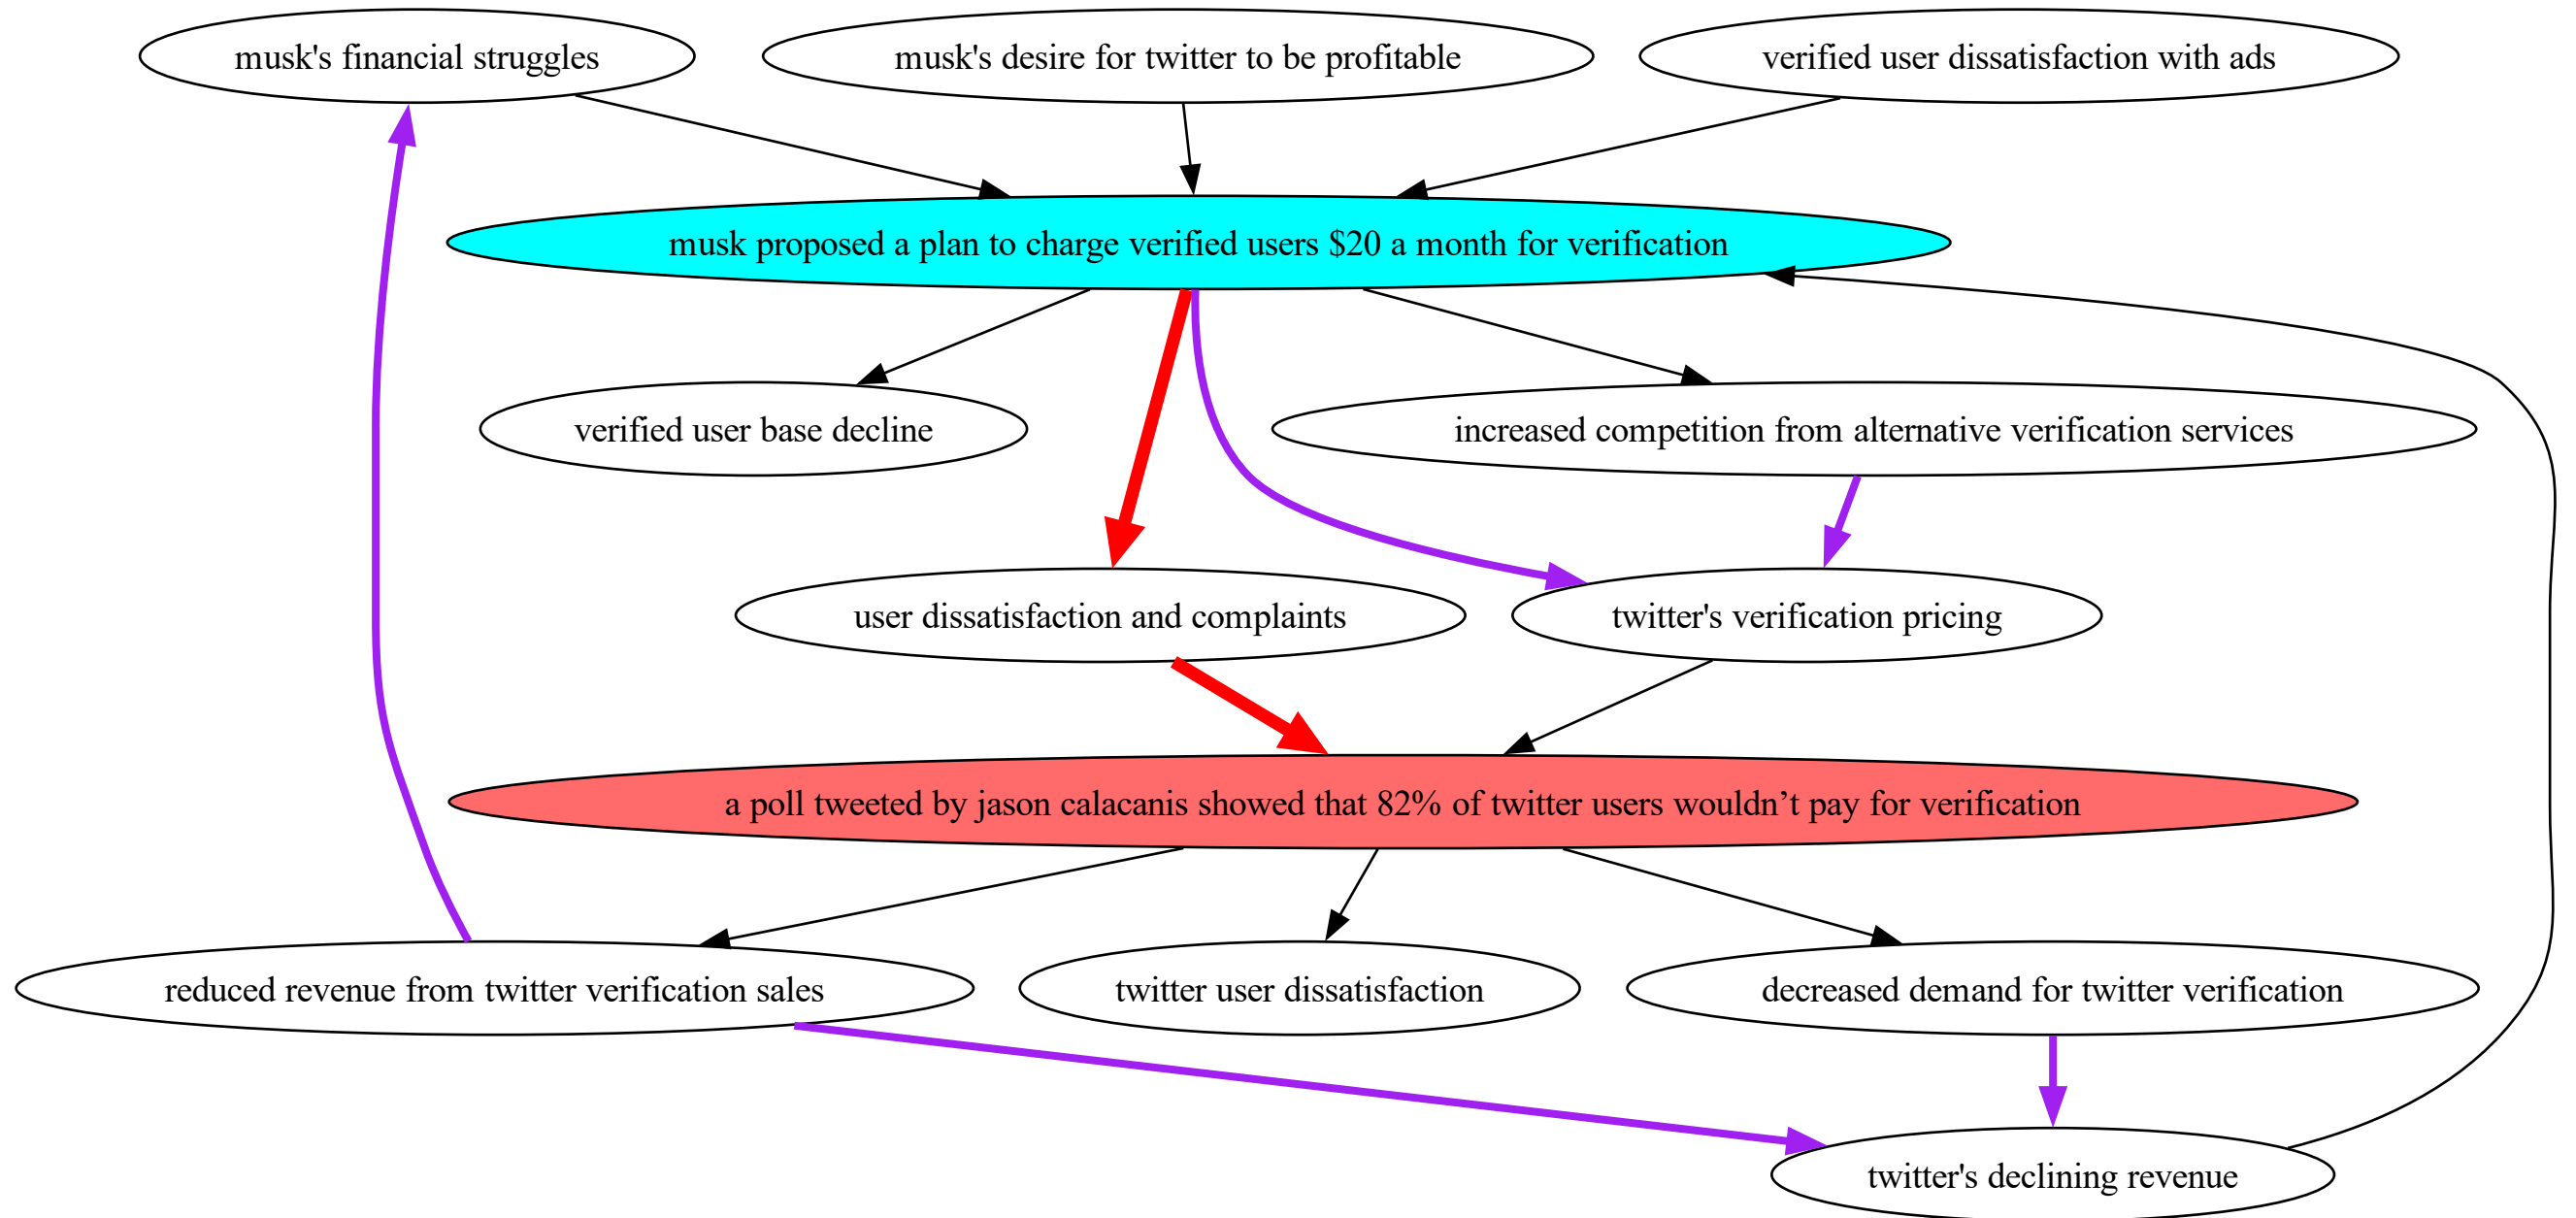 musk's financial struggles
musk's desire for twitter to be profitable
verified user dissatisfaction with ads
musk proposed a plan to charge verified users $20 a month for verification
verified user base decline
increased competition from alternative verification services
user dissatisfaction and complaints
twitter's verification pricing
a poll tweeted by jason calacanis showed that 82% of twitter users wouldn’t pay for verification
reduced revenue from twitter verification sales
twitter user dissatisfaction
decreased demand for twitter verification
twitter's declining revenue